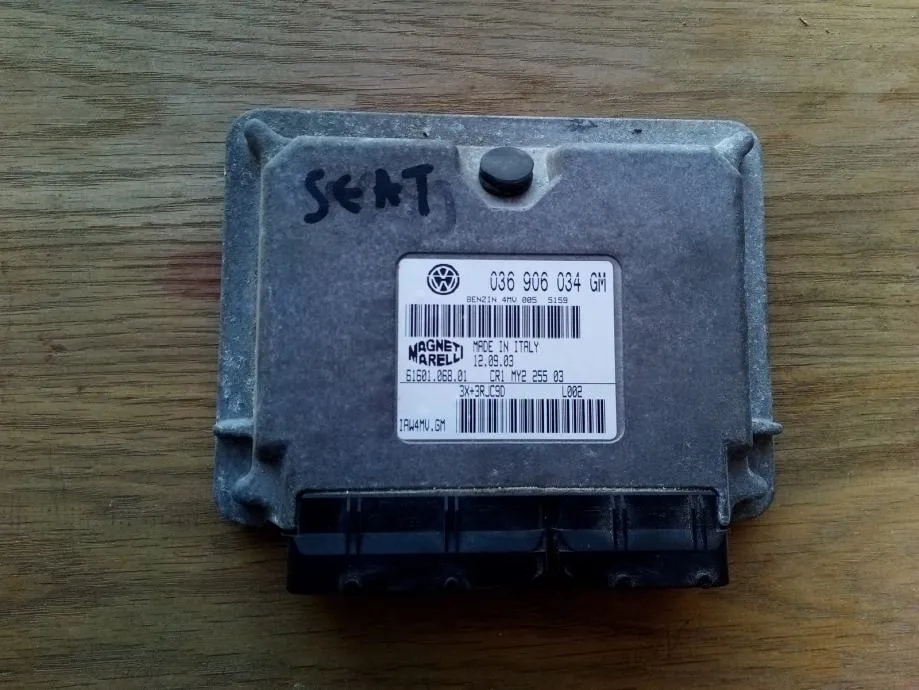 SEAT
036 906 034 GM
BENZIN 4MV 005 5159
MAGNETI MARELLI
MADE IN ITALY
12.09.03
61601.068.01 CR1 MY2 255 03
3X+3RJC9D L002
IAW4MV.GM